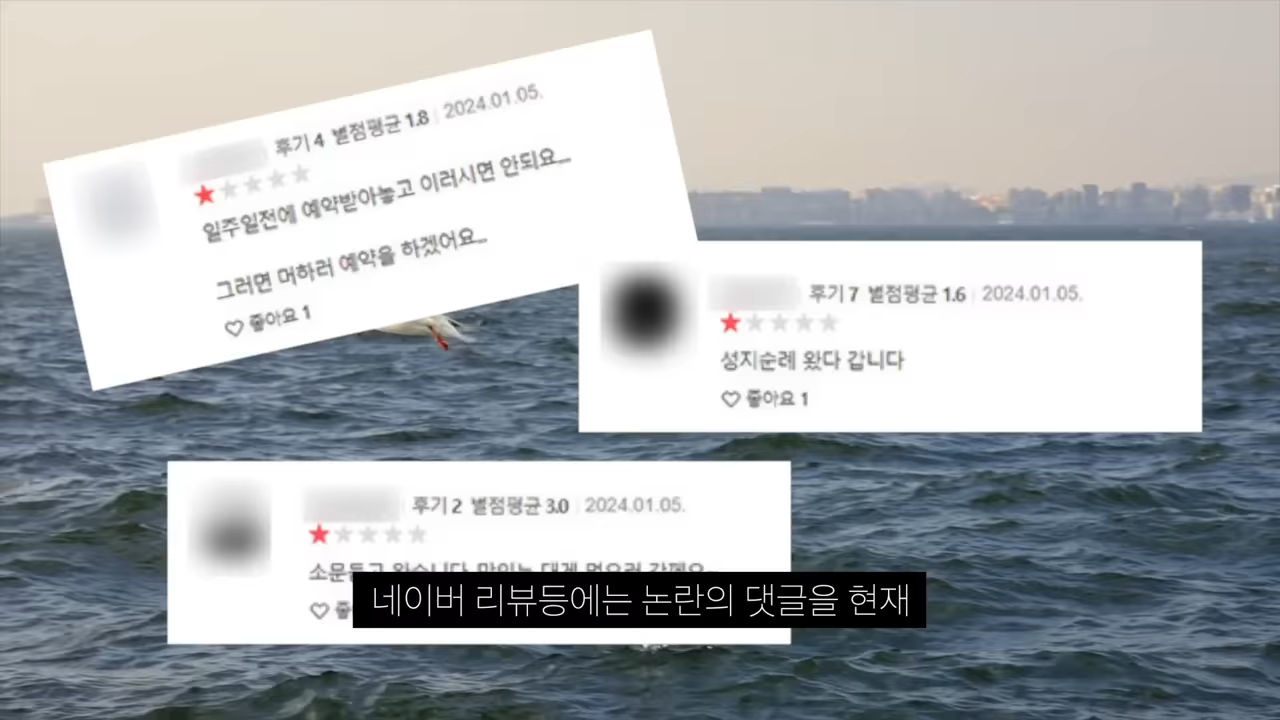 후기 4 별점평균 1.8 2024.01.05.
일주일전에 예약받아놓고 이러시면 안되요...
그러면 머하러 예약을 하겠어요...
좋아요 1
후기 7 별점평균 1.6 2024.01.05.
성지순례 왔다 갑니다
좋아요 1
후기 2 별점평균 3.0 2024.01.05.
네이버 리뷰등에는 논란의 댓글을 현재